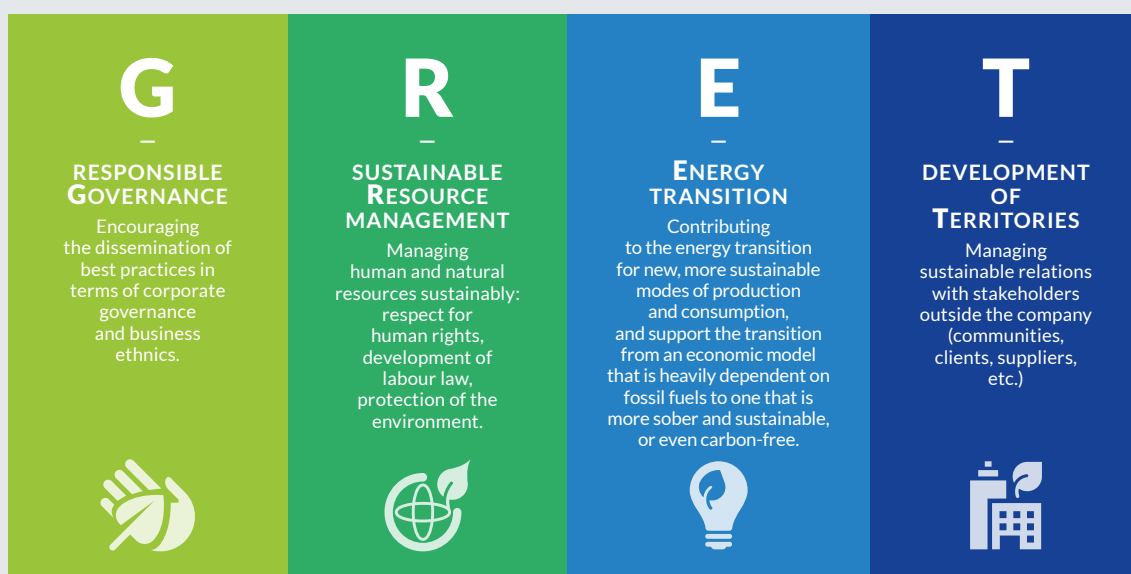 G
–
RESPONSIBLE
GOVERNANCE
Encouraging
the dissemination of
best practices in
terms of corporate
governance
and business
ethnics.
R
–
SUSTAINABLE
RESOURCE
MANAGEMENT
Managing
human and natural
resources sustainably:
respect for
human rights,
development of
labour law,
protection of the
environment.
E
–
ENERGY
TRANSITION
Contributing
to the energy transition
for new, more sustainable
modes of production
and consumption,
and support the transition
from an economic model
that is heavily dependent on
fossil fuels to one that is
more sober and sustainable,
or even carbon-free.
T
–
DEVELOPMENT
OF
TERRITORIES
Managing
sustainable relations
with stakeholders
outside the company
(communities,
clients, suppliers,
etc.)